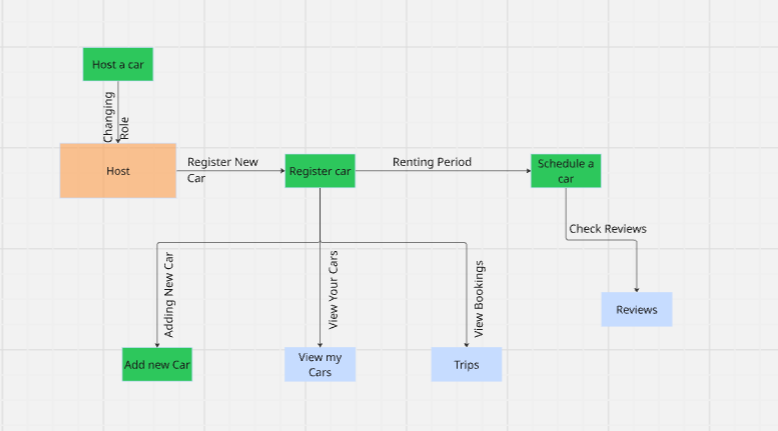 Host a car
Changing
Role
Host
Register New
Car
Register car
Renting Period
Schedule a
car
Check Reviews
Reviews
Adding New Car
View Your Cars
View Bookings
Add new Car
View my
Cars
Trips